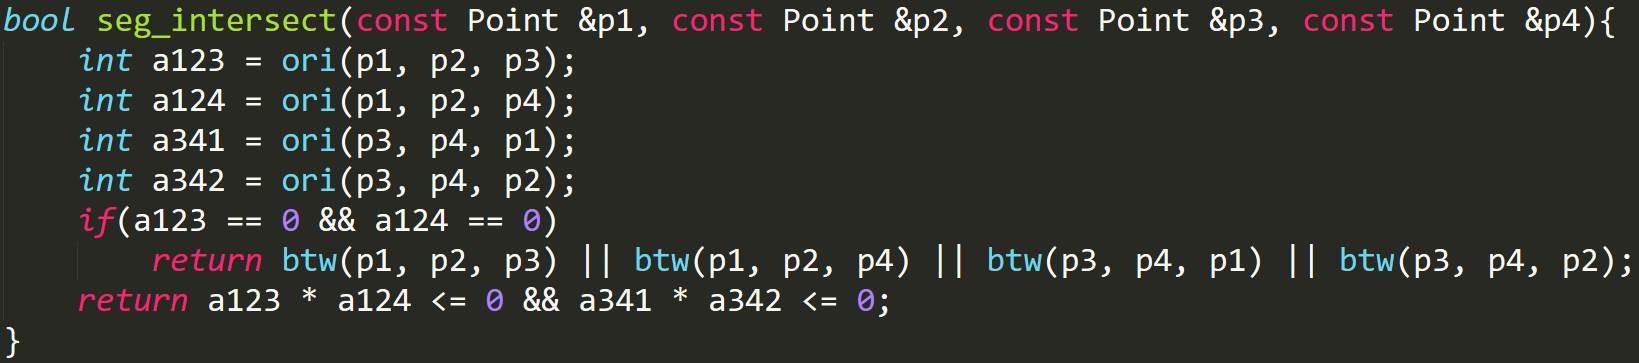 bool seg_intersect(const Point &p1, const Point &p2, const Point &p3, const Point &p4){
    int a123 = ori(p1, p2, p3);
    int a124 = ori(p1, p2, p4);
    int a341 = ori(p3, p4, p1);
    int a342 = ori(p3, p4, p2);
    if(a123 == 0 && a124 == 0)
        return btw(p1, p2, p3) || btw(p1, p2, p4) || btw(p3, p4, p1) || btw(p3, p4, p2);
    return a123 * a124 <= 0 && a341 * a342 <= 0;
}